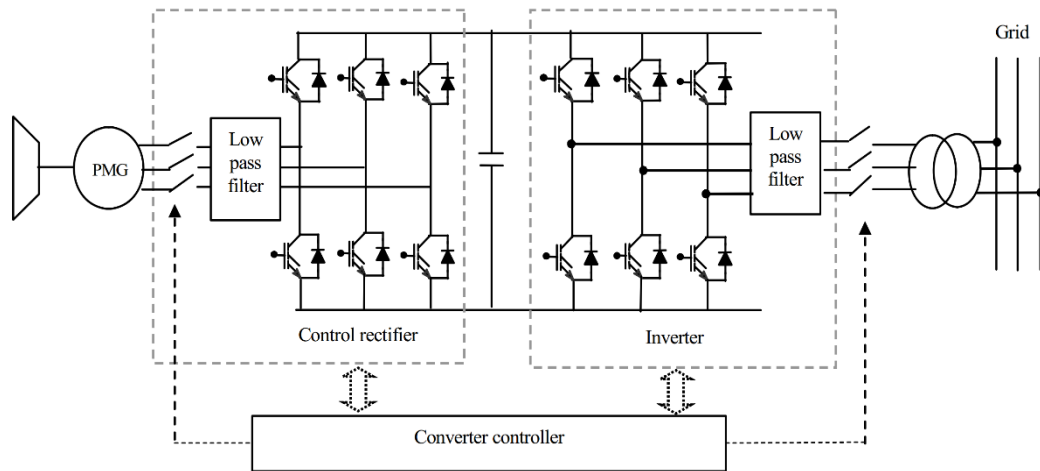 Grid
Low
pass
filter
PMG
Low
pass
filter
Control rectifier
Inverter
Converter controller